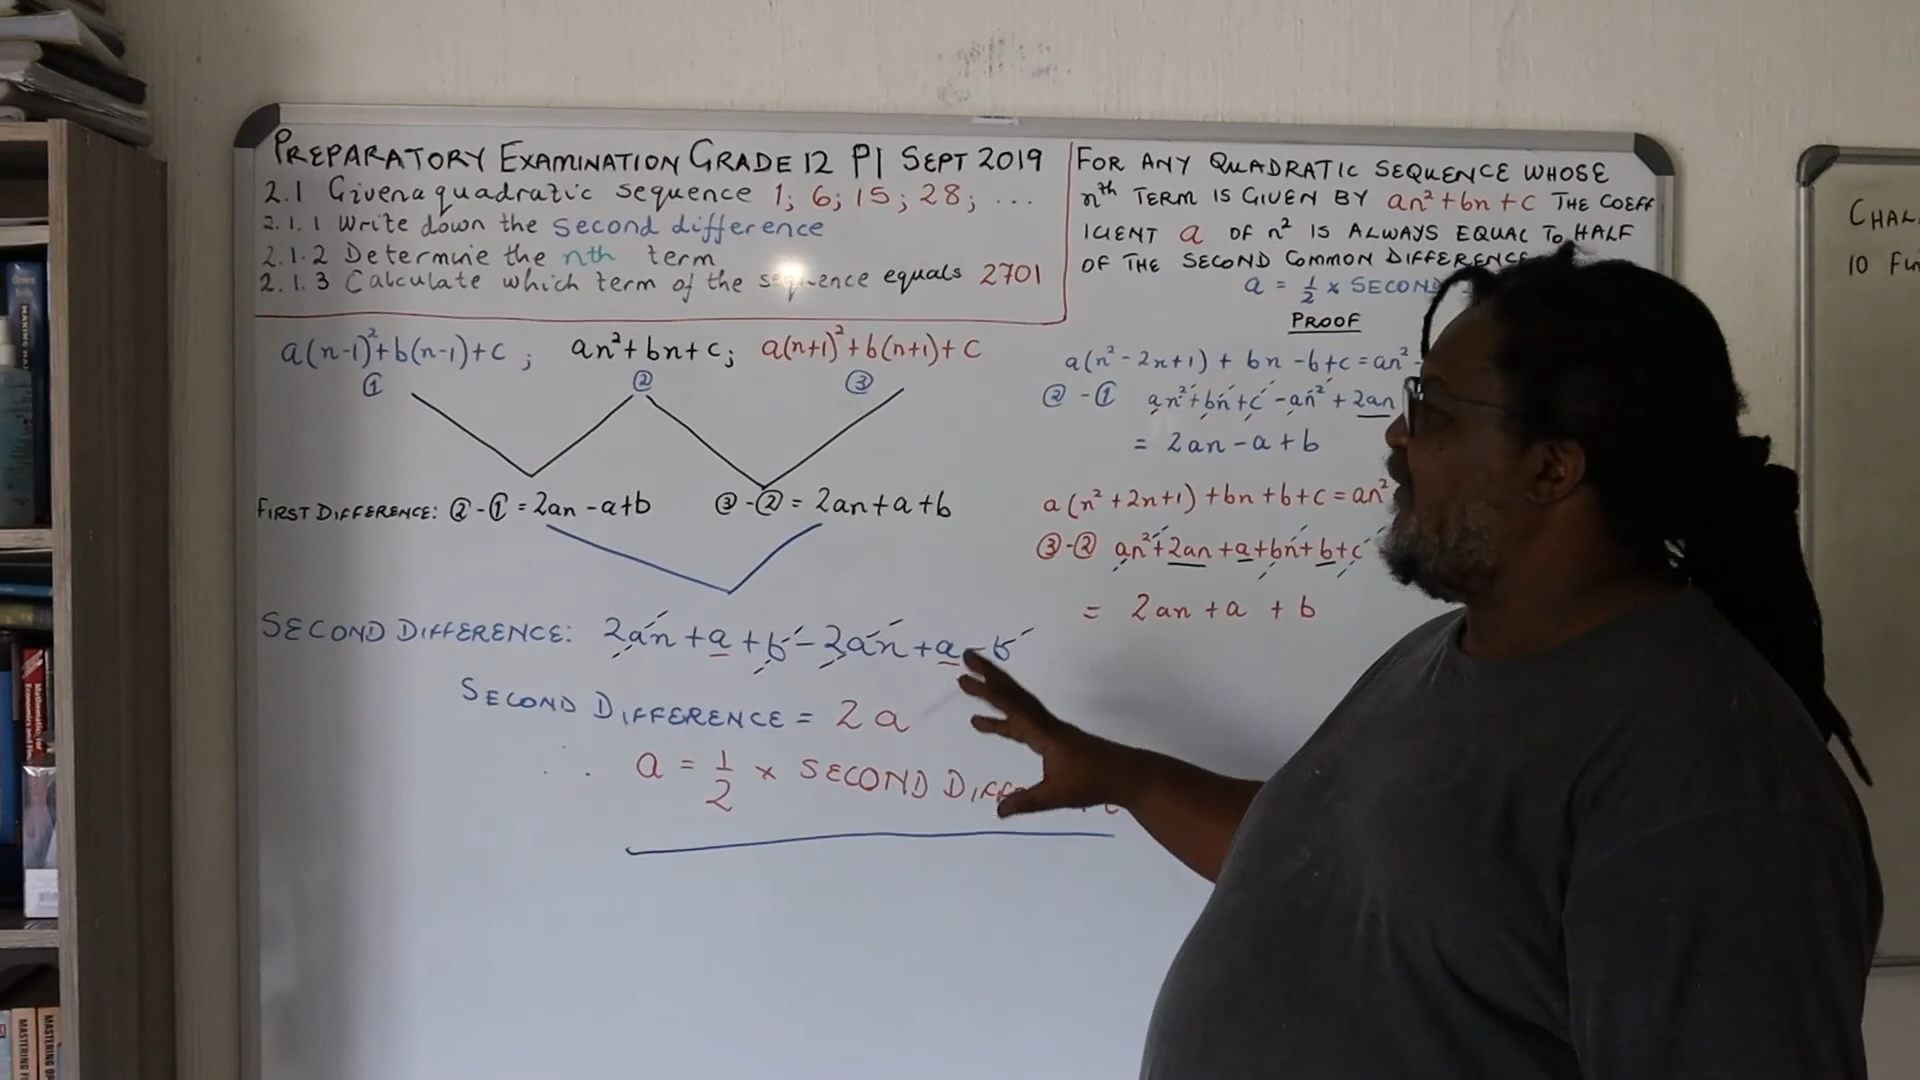 PREPARATORY EXAMINATION GRADE 12 P1 SEPT 2019
2.1 Given a quadratic sequence 1; 6; 15; 28; ...
2.1.1 Write down the second difference
2.1.2 Determine the nth term
2.1.3 Calculate which term of the sequence equals 2701
a(n-1)²+b(n-1)+c ; an²+bn+c; a(n+1)²+b(n+1)+c
① ② ③
FIRST DIFFERENCE: ②-① = 2an-a+b ③-② = 2an+a+b
SECOND DIFFERENCE: 2an+a+b-2an+a-b
SECOND DIFFERENCE = 2a
∴ a = 1/2 × SECOND
FOR ANY QUADRATIC SEQUENCE WHOSE
nth TERM IS GIVEN BY an²+bn+c THE COEFF
ICIENT a OF n² IS ALWAYS EQUAL TO HALF
OF THE SECOND COMMON DIFFERENCE
a = 1/2 × SECOND
PROOF
a(n²-2n+1) + bn-b+c = an²
②-① an²+bn+c-an²+2an
= 2an-a+b
a(n²+2n+1)+bn+b+c = an²
③-② an²+2an+a+bn+b+c
= 2an+a+b
10